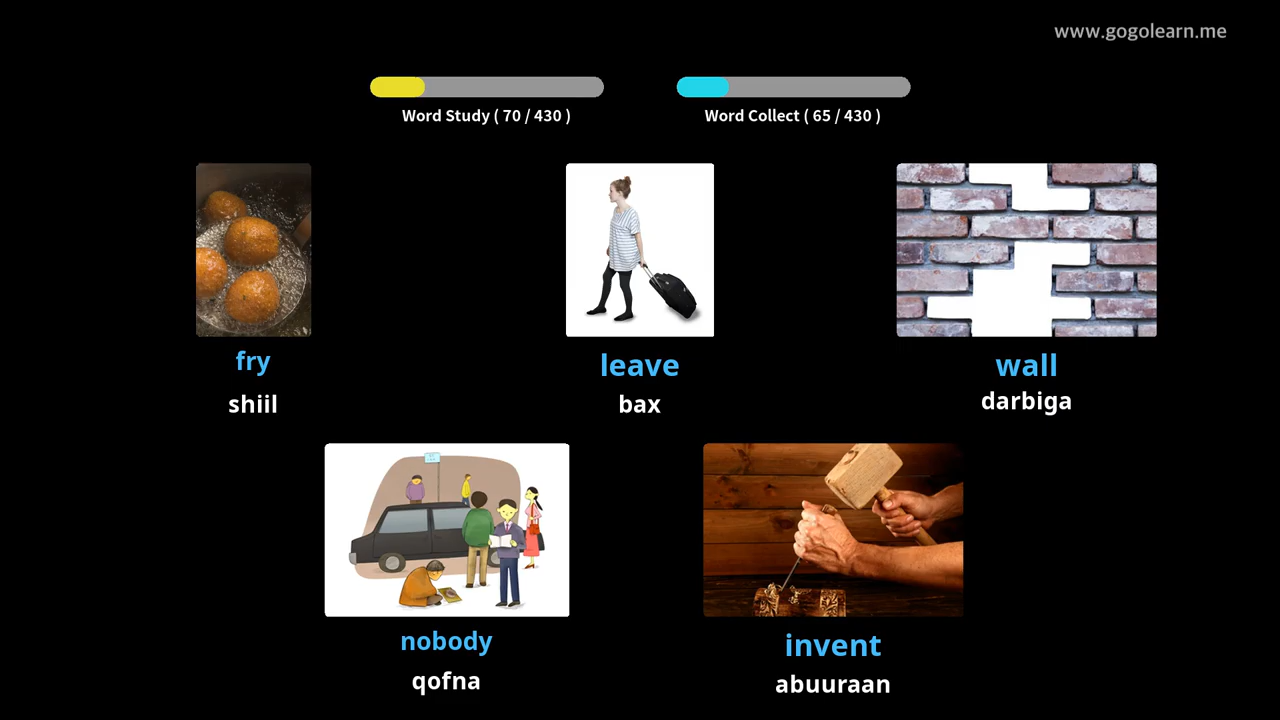 www.gogolearn.me
Word Study ( 70 / 430 )
Word Collect ( 65 / 430 )
fry
shiil
leave
bax
wall
darbiga
nobody
qofna
invent
abuuraan